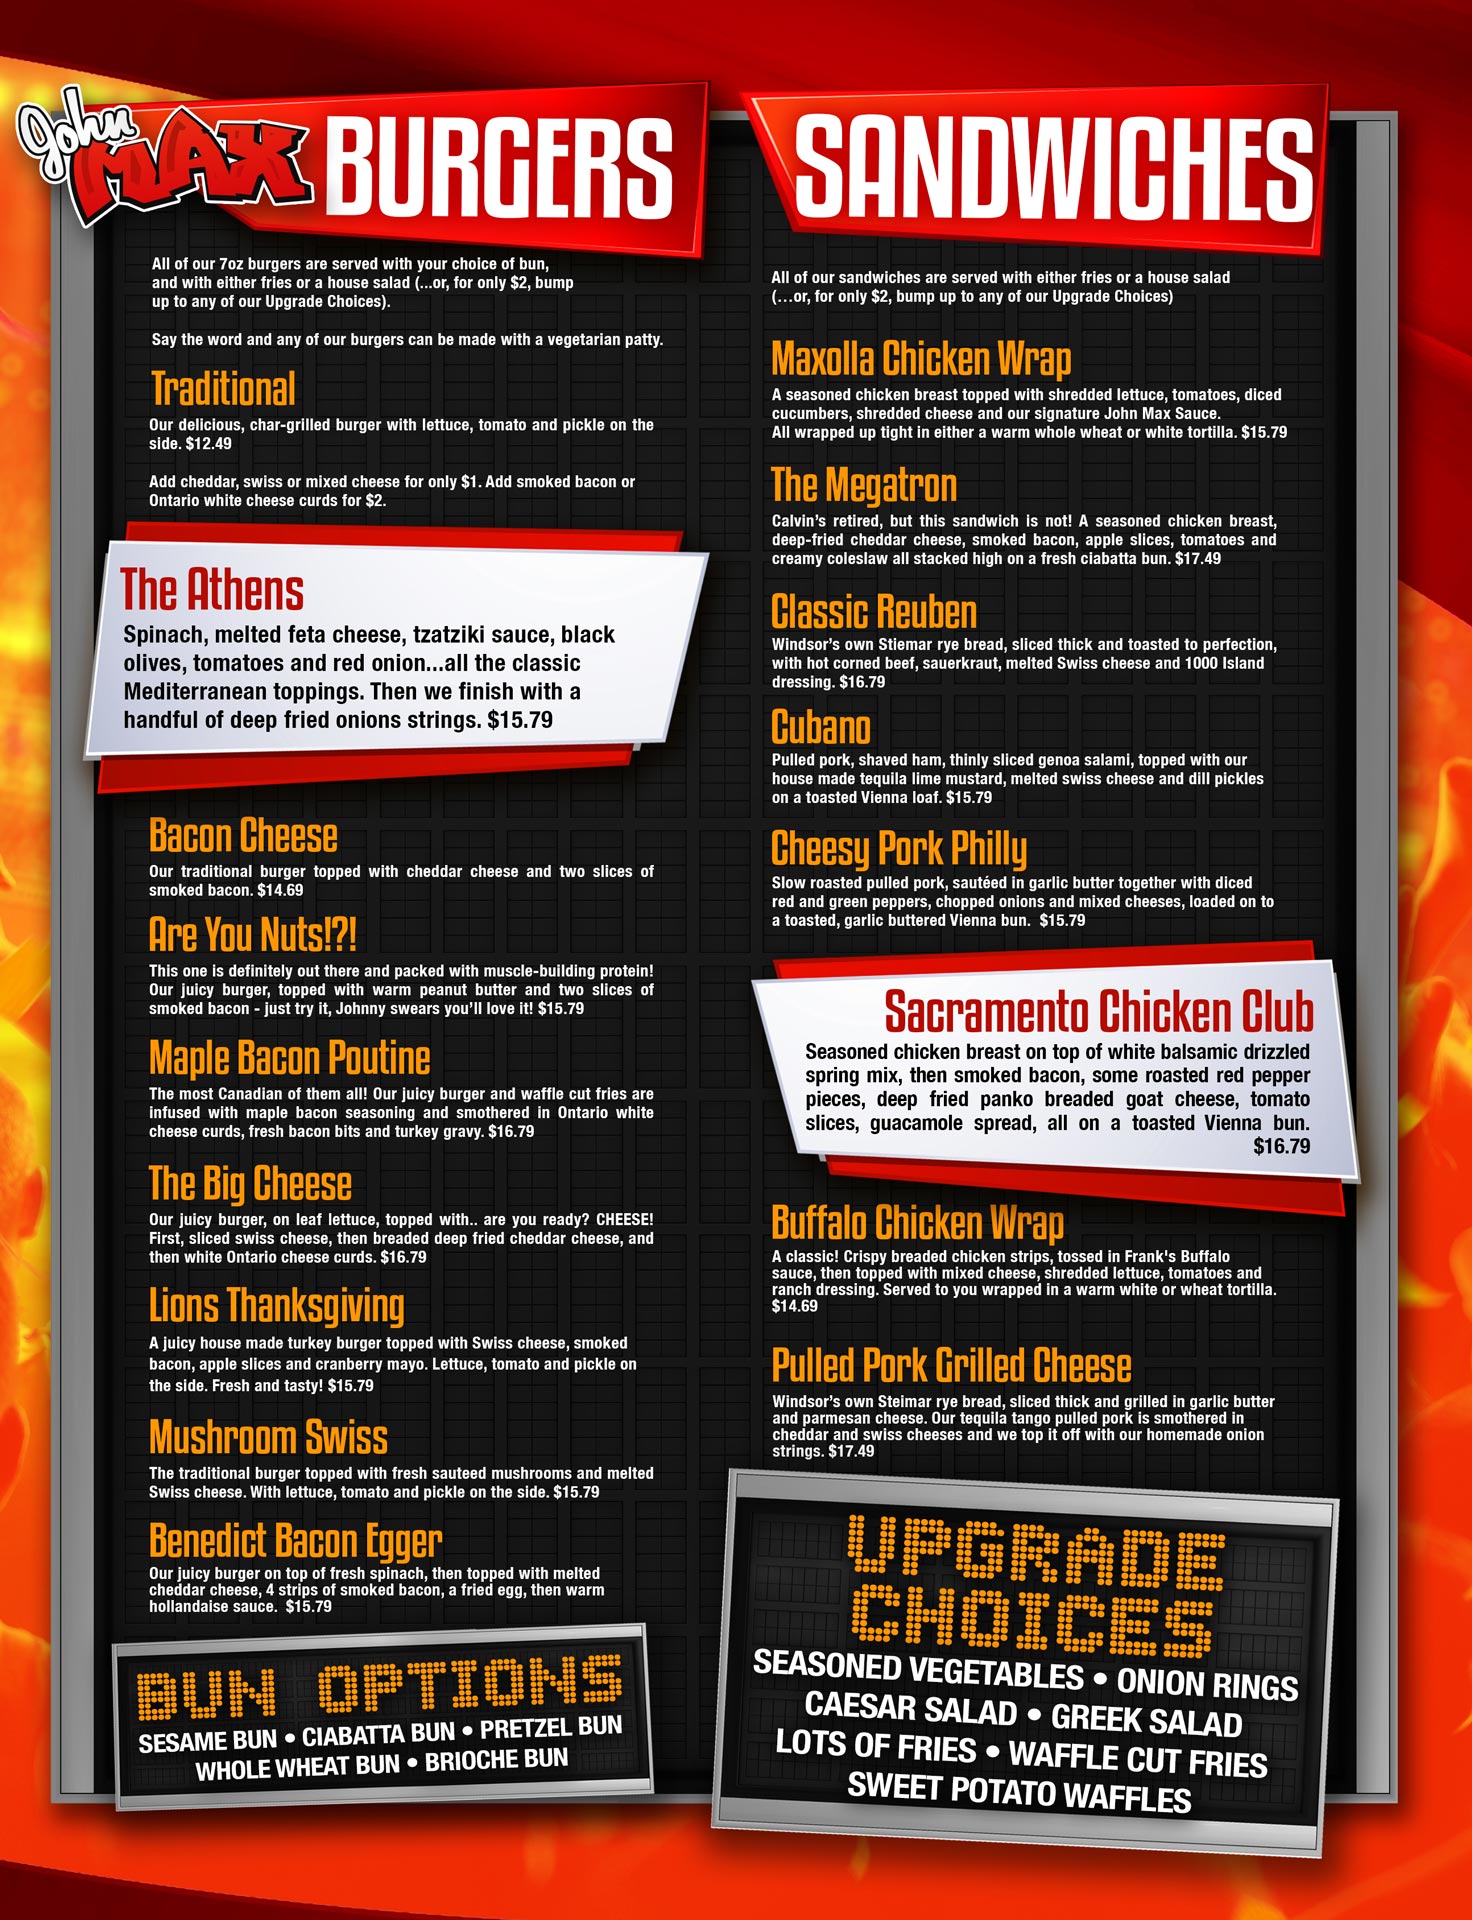 John
MAX
BURGERS
All of our 7oz burgers are served with your choice of bun,
and with either fries or a house salad (...or, for only $2, bump
up to any of our Upgrade Choices).
Say the word and any of our burgers can be made with a vegetarian patty.
Traditional
Our delicious, char-grilled burger with lettuce, tomato and pickle on the
side. $12.49
Add cheddar, swiss or mixed cheese for only $1. Add smoked bacon or
Ontario white cheese curds for $2.
The Athens
Spinach, melted feta cheese, tzatziki sauce, black
olives, tomatoes and red onion...all the classic
Mediterranean toppings. Then we finish with a
handful of deep fried onions strings. $15.79
Bacon Cheese
Our traditional burger topped with cheddar cheese and two slices of
smoked bacon. $14.69
Are You Nuts!?!
This one is definitely out there and packed with muscle-building protein!
Our juicy burger, topped with warm peanut butter and two slices of
smoked bacon - just try it, Johnny swears you'll love it! $15.79
Maple Bacon Poutine
The most Canadian of them all! Our juicy burger and waffle cut fries are
infused with maple bacon seasoning and smothered in Ontario white
cheese curds, fresh bacon bits and turkey gravy. $16.79
The Big Cheese
Our juicy burger, on leaf lettuce, topped with.. are you ready? CHEESE!
First, sliced swiss cheese, then breaded deep fried cheddar cheese, and
then white Ontario cheese curds. $16.79
Lions Thanksgiving
A juicy house made turkey burger topped with Swiss cheese, smoked
bacon, apple slices and cranberry mayo. Lettuce, tomato and pickle on
the side. Fresh and tasty! $15.79
Mushroom Swiss
The traditional burger topped with fresh sauteed mushrooms and melted
Swiss cheese. With lettuce, tomato and pickle on the side. $15.79
Benedict Bacon Egger
Our juicy burger on top of fresh spinach, then topped with melted
cheddar cheese, 4 strips of smoked bacon, a fried egg, then warm
hollandaise sauce. $15.79
BUN OPTIONS
SESAME BUN • CIABATTA BUN • PRETZEL BUN
WHOLE WHEAT BUN • BRIOCHE BUN
SANDWICHES
All of our sandwiches are served with either fries or a house salad
(...or, for only $2, bump up to any of our Upgrade Choices)
Maxolla Chicken Wrap
A seasoned chicken breast topped with shredded lettuce, tomatoes, diced
cucumbers, shredded cheese and our signature John Max Sauce.
All wrapped up tight in either a warm whole wheat or white tortilla. $15.79
The Megatron
Calvin's retired, but this sandwich is not! A seasoned chicken breast,
deep-fried cheddar cheese, smoked bacon, apple slices, tomatoes and
creamy coleslaw all stacked high on a fresh ciabatta bun. $17.49
Classic Reuben
Windsor's own Stiemar rye bread, sliced thick and toasted to perfection,
with hot corned beef, sauerkraut, melted Swiss cheese and 1000 Island
dressing. $16.79
Cubano
Pulled pork, shaved ham, thinly sliced genoa salami, topped with our
house made tequila lime mustard, melted swiss cheese and dill pickles
on a toasted Vienna loaf. $15.79
Cheesy Pork Philly
Slow roasted pulled pork, sautéed in garlic butter together with diced
red and green peppers, chopped onions and mixed cheeses, loaded on to
a toasted, garlic buttered Vienna bun. $15.79
Sacramento Chicken Club
Seasoned chicken breast on top of white balsamic drizzled
spring mix, then smoked bacon, some roasted red pepper
pieces, deep fried panko breaded goat cheese, tomato
slices, guacamole spread, all on a toasted Vienna bun.
$16.79
Buffalo Chicken Wrap
A classic! Crispy breaded chicken strips, tossed in Frank's Buffalo
sauce, then topped with mixed cheese, shredded lettuce, tomatoes and
ranch dressing. Served to you wrapped in a warm white or wheat tortilla.
$14.69
Pulled Pork Grilled Cheese
Windsor's own Steimar rye bread, sliced thick and grilled in garlic butter
and parmesan cheese. Our tequila tango pulled pork is smothered in
cheddar and swiss cheeses and we top it off with our homemade onion
strings. $17.49
UPGRADE
CHOICES
SEASONED VEGETABLES • ONION RINGS
CAESAR SALAD • GREEK SALAD
LOTS OF FRIES • WAFFLE CUT FRIES
SWEET POTATO WAFFLES